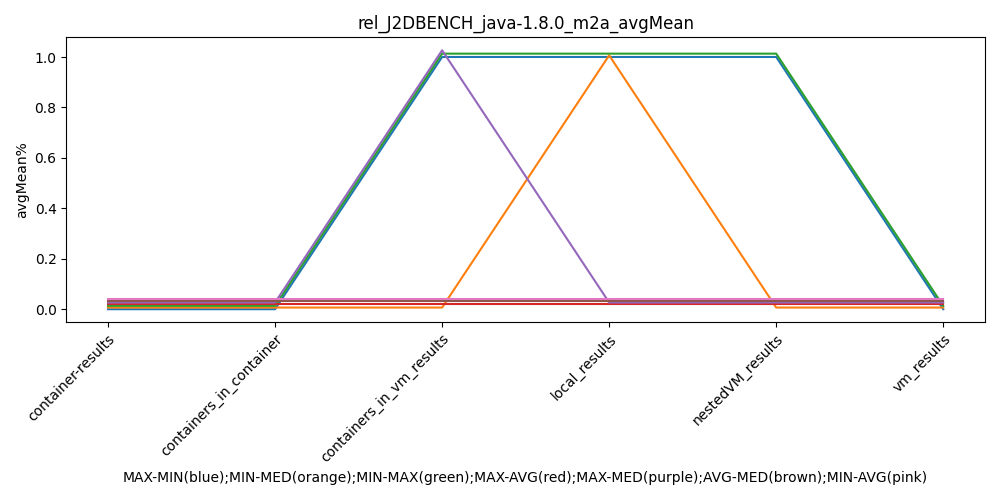 rel_J2DBENCH_java-1.8.0_m2a_avgMean
avgMean%
1.0
0.8
0.6
0.4
0.2
0.0
container-results
containers_in_container
containers_in_vm_results
local_results
nestedVM_results
vm_results
MAX-MIN(blue);MIN-MED(orange);MIN-MAX(green);MAX-AVG(red);MAX-MED(purple);AVG-MED(brown);MIN-AVG(pink)